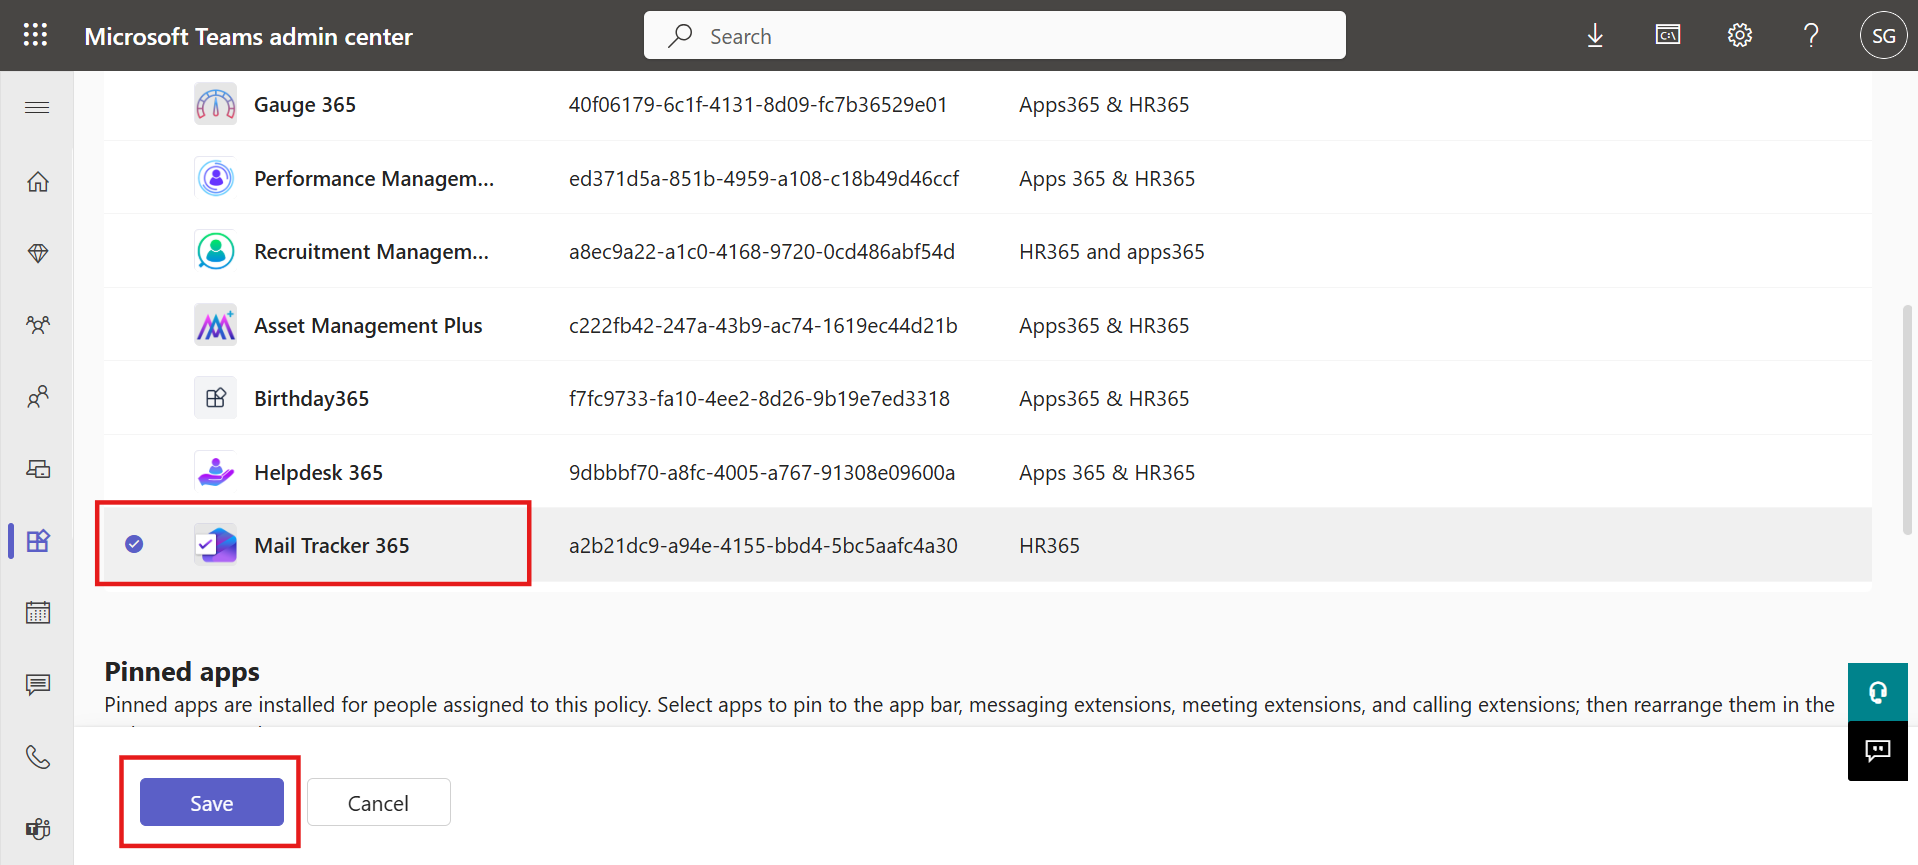 Microsoft Teams admin center
Search
C:\
SG
Gauge 365 40f06179-6c1f-4131-8d09-fc7b36529e01 Apps365 & HR365
Performance Managem... ed371d5a-851b-4959-a108-c18b49d46ccf Apps 365 & HR365
Recruitment Managem... a8ec9a22-a1c0-4168-9720-0cd486abf54d HR365 and apps365
Asset Management Plus c222fb42-247a-43b9-ac74-1619ec44d21b Apps365 & HR365
Birthday365 f7fc9733-fa10-4ee2-8d26-9b19e7ed3318 Apps365 & HR365
Helpdesk 365 9dbbbf70-a8fc-4005-a767-91308e09600a Apps 365 & HR365
Mail Tracker 365 a2b21dc9-a94e-4155-bbd4-5bc5aafc4a30 HR365
Pinned apps
Pinned apps are installed for people assigned to this policy. Select apps to pin to the app bar, messaging extensions, meeting extensions, and calling extensions; then rearrange them in the
Save Cancel